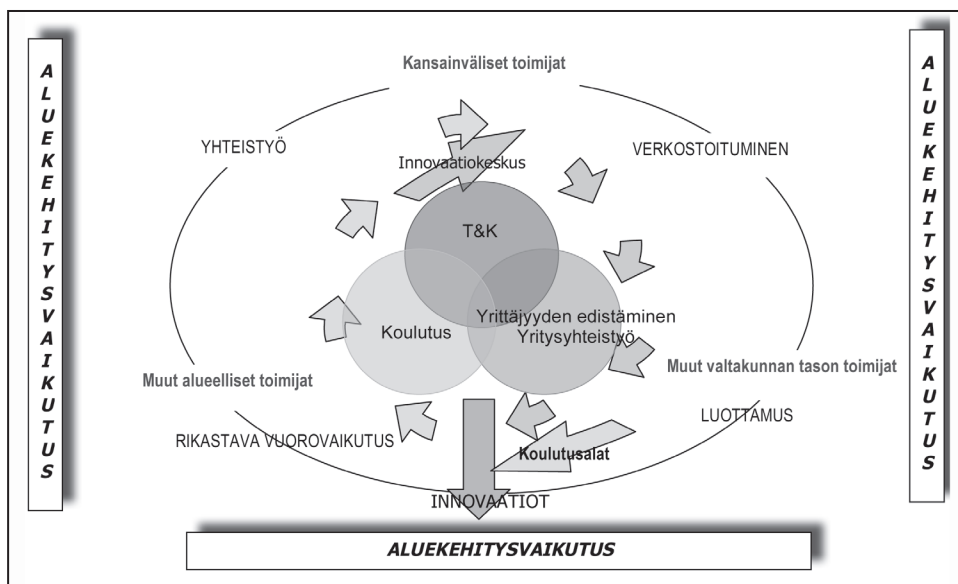 ALUEKEHITYSVAIKUTUS
Kansainväliset toimijat
YHTEISTYÖ
VERKOSTOITUMINEN
Innovaatiokeskus
T&K
Koulutus
Yrittäjyyden edistäminen
Yritysyhteistyö
Muut alueelliset toimijat
Muut valtakunnan tason toimijat
LUOTTAMUS
RIKASTAVA VUOROVAIKUTUS
Koulutusalat
INNOVAATIOT
ALUEKEHITYSVAIKUTUS
ALUEKEHITYSVAIKUTUS